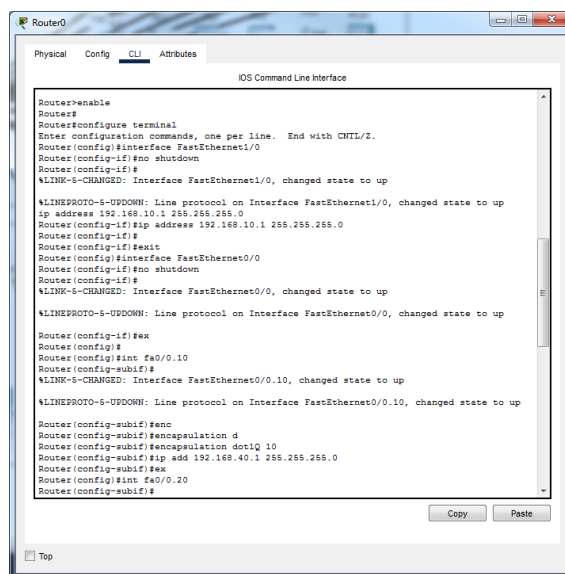 Router0
Physical Config CLI Attributes
IOS Command Line Interface
Router>enable
Router#
Router#configure terminal
Enter configuration commands, one per line. End with CNTL/Z.
Router(config)#interface FastEthernet1/0
Router(config-if)#no shutdown
Router(config-if)#
%LINK-5-CHANGED: Interface FastEthernet1/0, changed state to up
%LINEPROTO-5-UPDOWN: Line protocol on Interface FastEthernet1/0, changed state to up
ip address 192.168.10.1 255.255.255.0
Router(config-if)#ip address 192.168.10.1 255.255.255.0
Router(config-if)#
Router(config-if)#exit
Router(config)#interface FastEthernet0/0
Router(config-if)#no shutdown
Router(config-if)#
%LINK-5-CHANGED: Interface FastEthernet0/0, changed state to up
%LINEPROTO-5-UPDOWN: Line protocol on Interface FastEthernet0/0, changed state to up
Router(config-if)#ex
Router(config)#
Router(config)#int fa0/0.10
Router(config-subif)#
%LINK-5-CHANGED: Interface FastEthernet0/0.10, changed state to up
%LINEPROTO-5-UPDOWN: Line protocol on Interface FastEthernet0/0.10, changed state to up
Router(config-subif)#enc
Router(config-subif)#encapsulation d
Router(config-subif)#encapsulation dot1Q 10
Router(config-subif)#ip add 192.168.40.1 255.255.255.0
Router(config-subif)#ex
Router(config)#int fa0/0.20
Router(config-subif)#
Copy Paste
Top